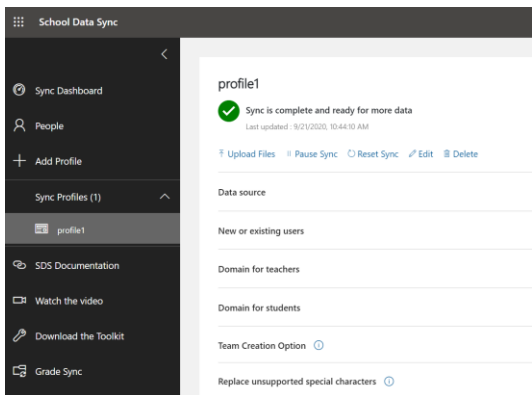 School Data Sync
Sync Dashboard
People
Add Profile
Sync Profiles (1)
profile1
SDS Documentation
Watch the video
Download the Toolkit
Grade Sync
profile1
Sync is complete and ready for more data
Last updated : 9/21/2020, 10:44:10 AM
Upload Files Pause Sync Reset Sync Edit Delete
Data source
New or existing users
Domain for teachers
Domain for students
Team Creation Option
Replace unsupported special characters